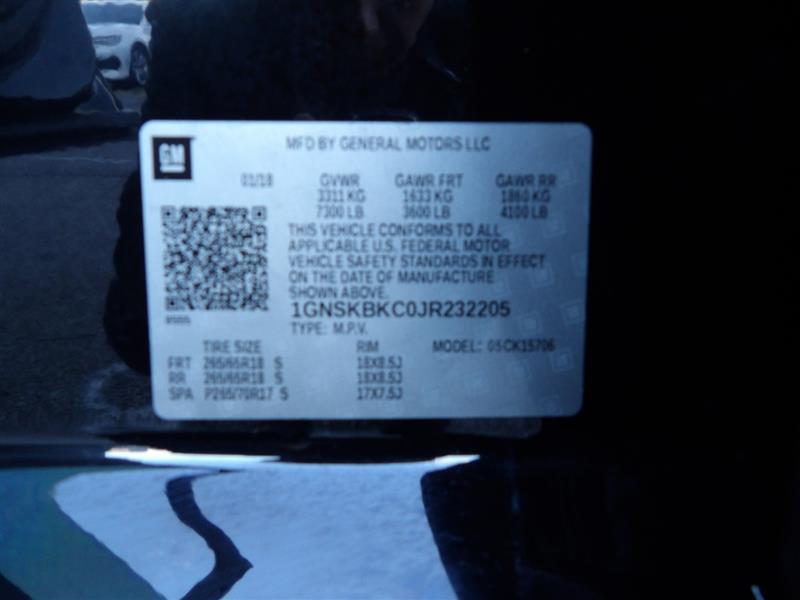 GM
MFD BY GENERAL MOTORS LLC
01/18 GVWR GAWR FRT GAWR RR
3311 KG 1633 KG 1860 KG
7300 LB 3600 LB 4100 LB
THIS VEHICLE CONFORMS TO ALL
APPLICABLE U.S. FEDERAL MOTOR
VEHICLE SAFETY STANDARDS IN EFFECT
ON THE DATE OF MANUFACTURE
SHOWN ABOVE.
1GNSKBKC0JR232205
TYPE: M.P.V.
TIRE SIZE RIM MODEL: 05 CK15706
FRT 265/65R18 S 18X8.5J
RR 265/65R18 S 18X8.5J
SPA P265/70R17 S 17X7.5J